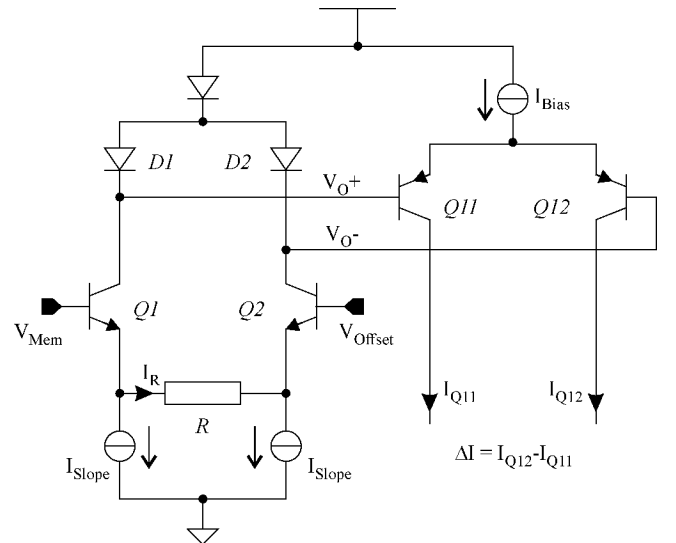 I_Bias
D1
D2
V_O+
Q11
Q12
V_O-
Q1
Q2
V_Mem
V_Offset
I_R
R
I_Q11
I_Q12
I_Slope
I_Slope
ΔI = I_Q12-I_Q11